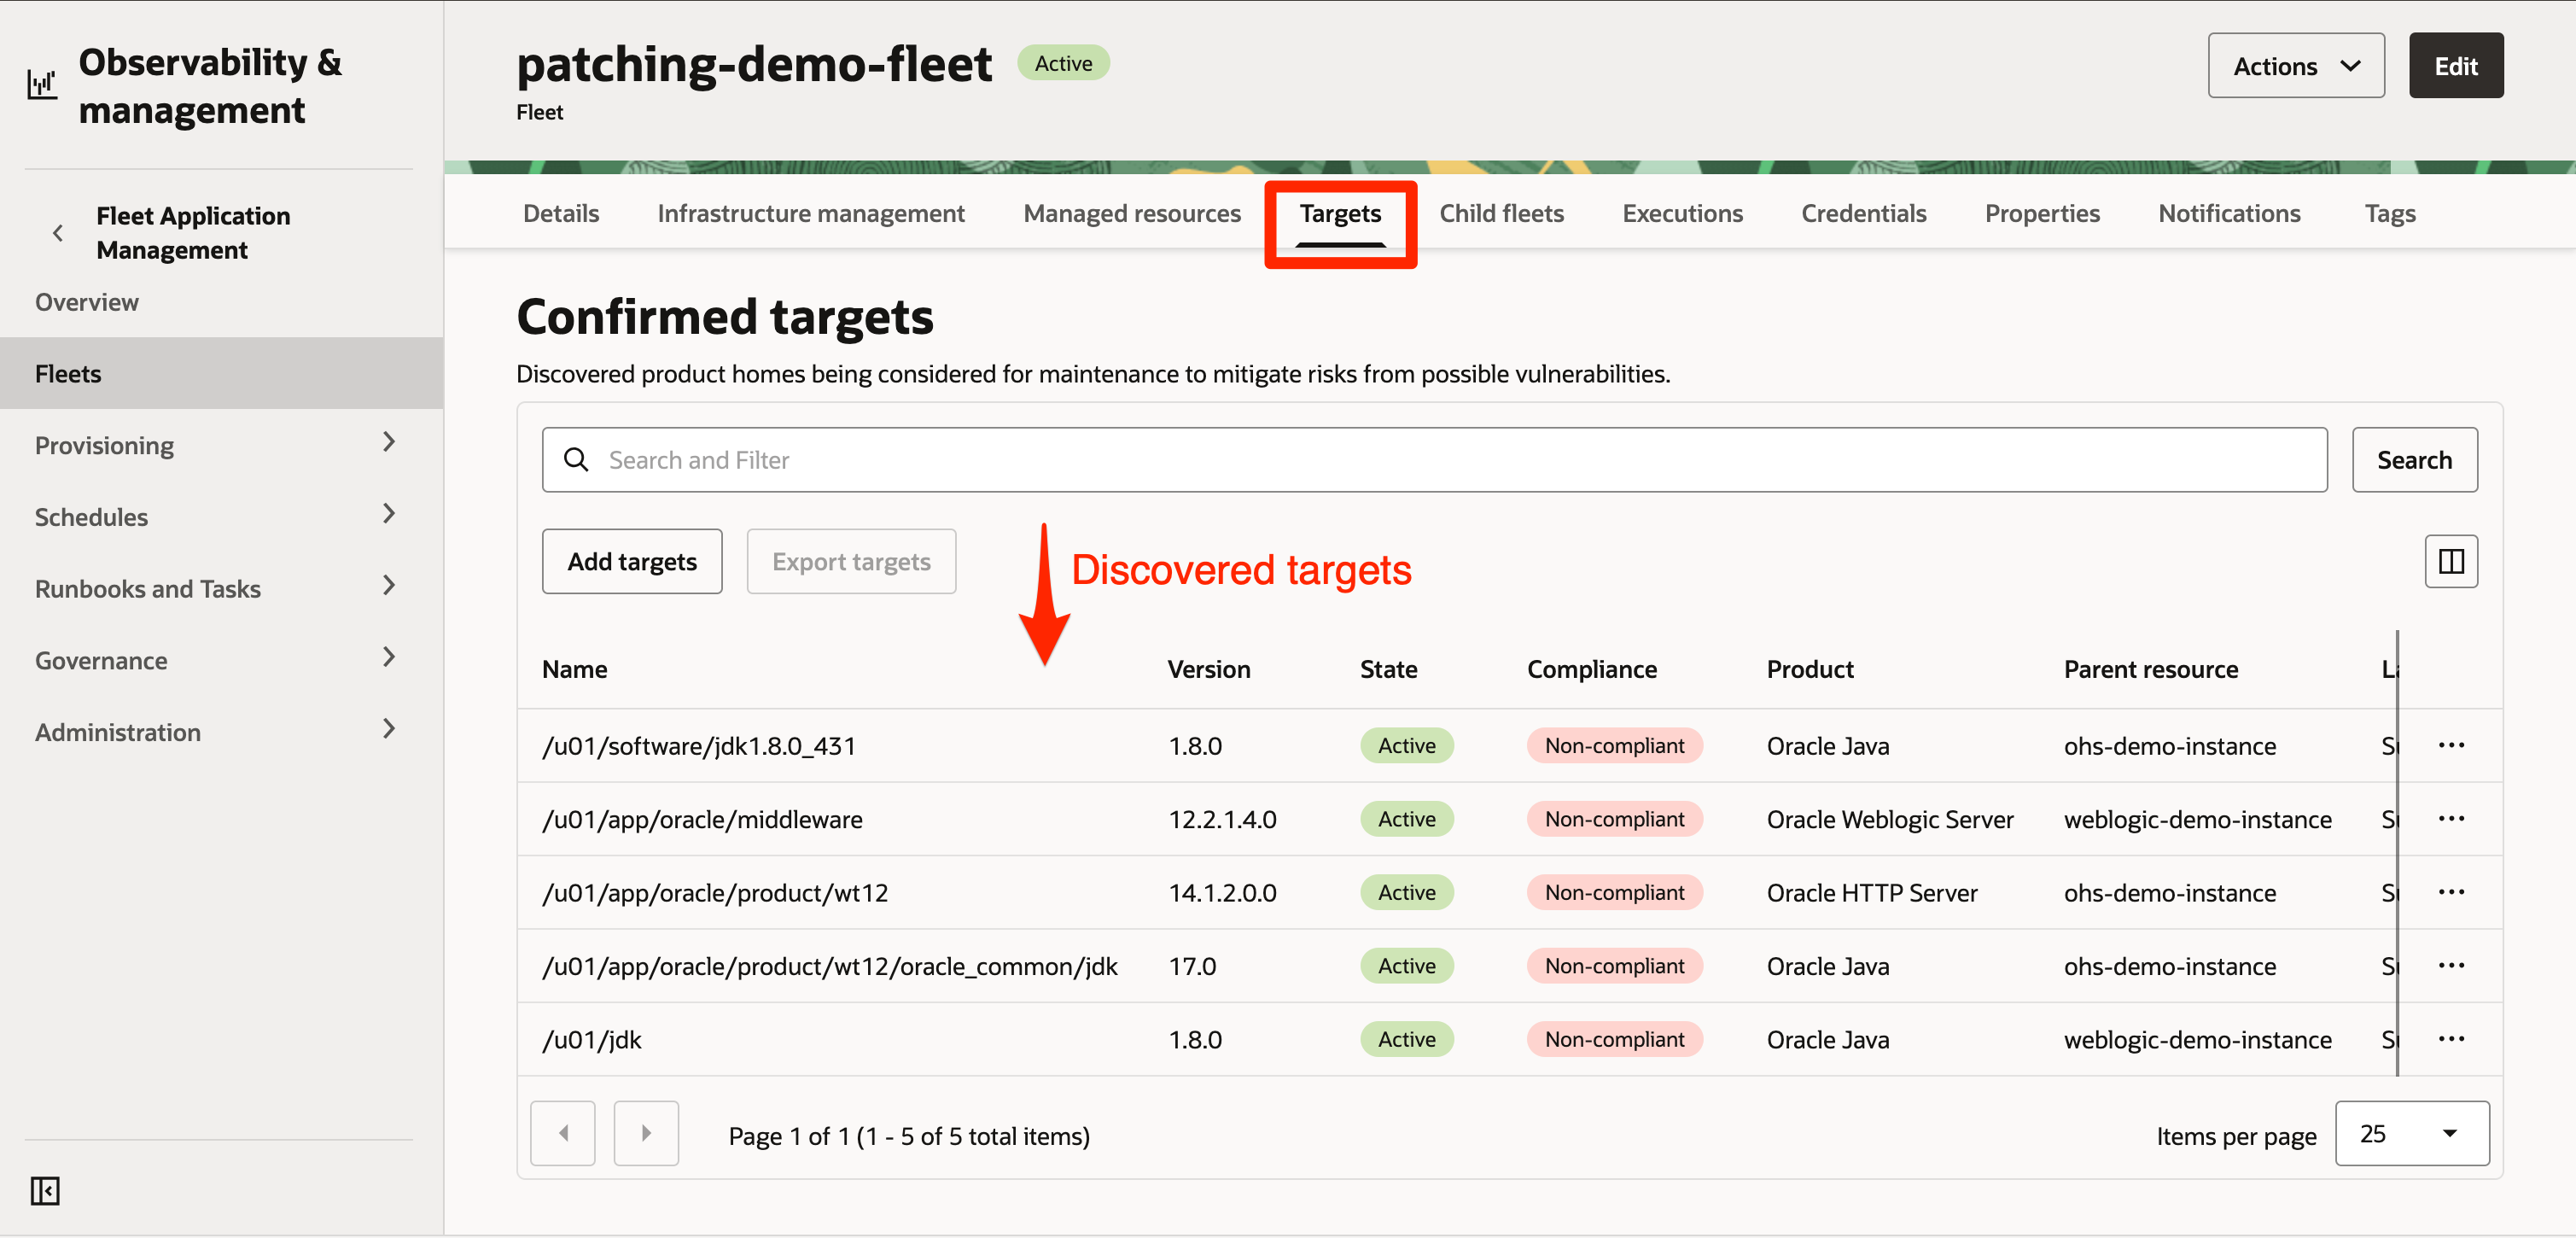 Observability &
management
Fleet Application
Management
Overview
Fleets
Provisioning
Schedules
Runbooks and Tasks
Governance
Administration
patching-demo-fleet Active
Fleet
Actions Edit
Details Infrastructure management Managed resources Targets Child fleets Executions Credentials Properties Notifications Tags
Confirmed targets
Discovered product homes being considered for maintenance to mitigate risks from possible vulnerabilities.
Search and Filter Search
Add targets Export targets
Discovered targets
Name Version State Compliance Product Parent resource
/u01/software/jdk1.8.0_431 1.8.0 Active Non-compliant Oracle Java ohs-demo-instance
/u01/app/oracle/middleware 12.2.1.4.0 Active Non-compliant Oracle Weblogic Server weblogic-demo-instance
/u01/app/oracle/product/wt12 14.1.2.0.0 Active Non-compliant Oracle HTTP Server ohs-demo-instance
/u01/app/oracle/product/wt12/oracle_common/jdk 17.0 Active Non-compliant Oracle Java ohs-demo-instance
/u01/jdk 1.8.0 Active Non-compliant Oracle Java weblogic-demo-instance
Page 1 of 1 (1 - 5 of 5 total items)
Items per page 25